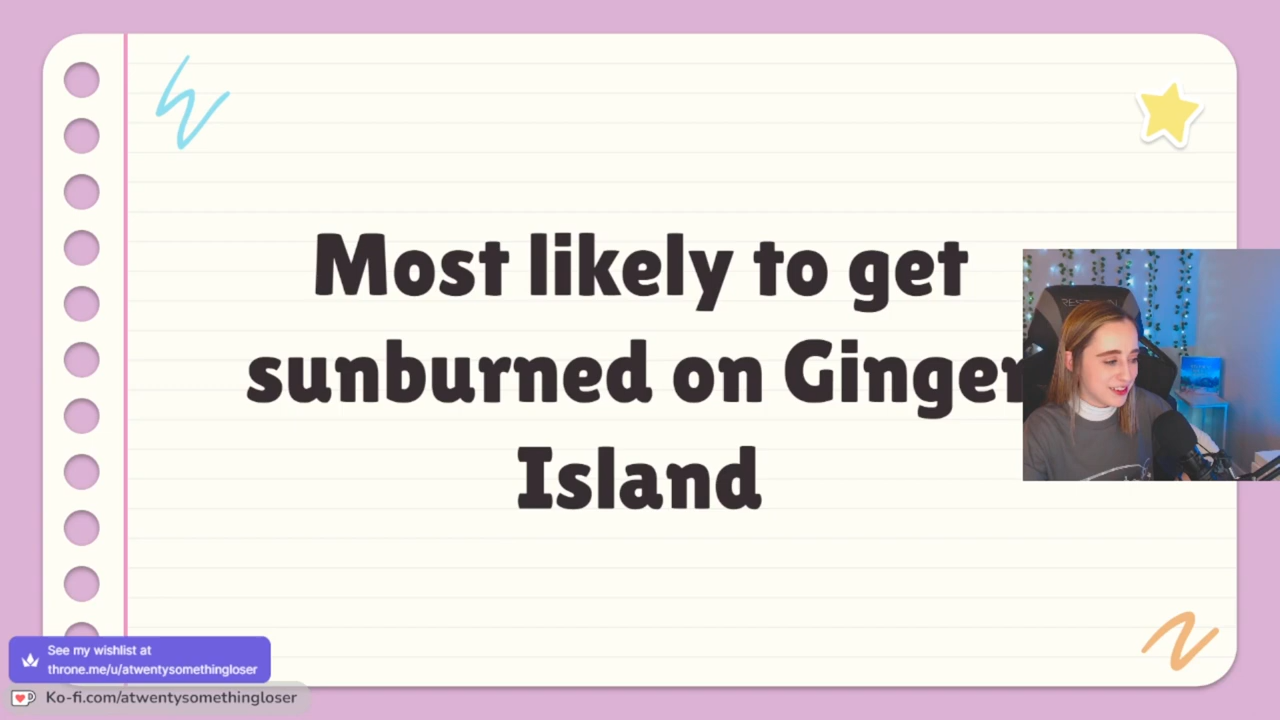 Most likely to get
sunburned on Ginger
Island
See my wishlist at
throne.me/u/atwentysomethingloser
Ko-fi.com/atwentysomethingloser